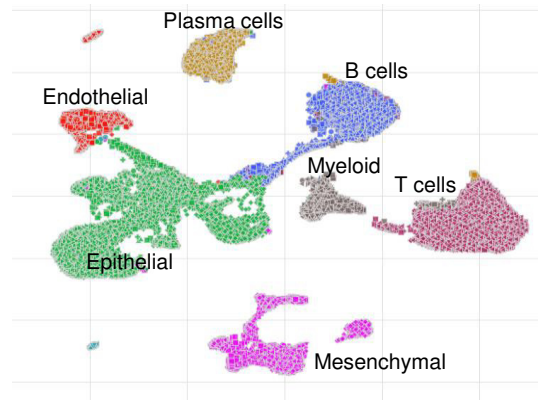 Plasma cells
B cells
Endothelial
Myeloid
T cells
Epithelial
Mesenchymal